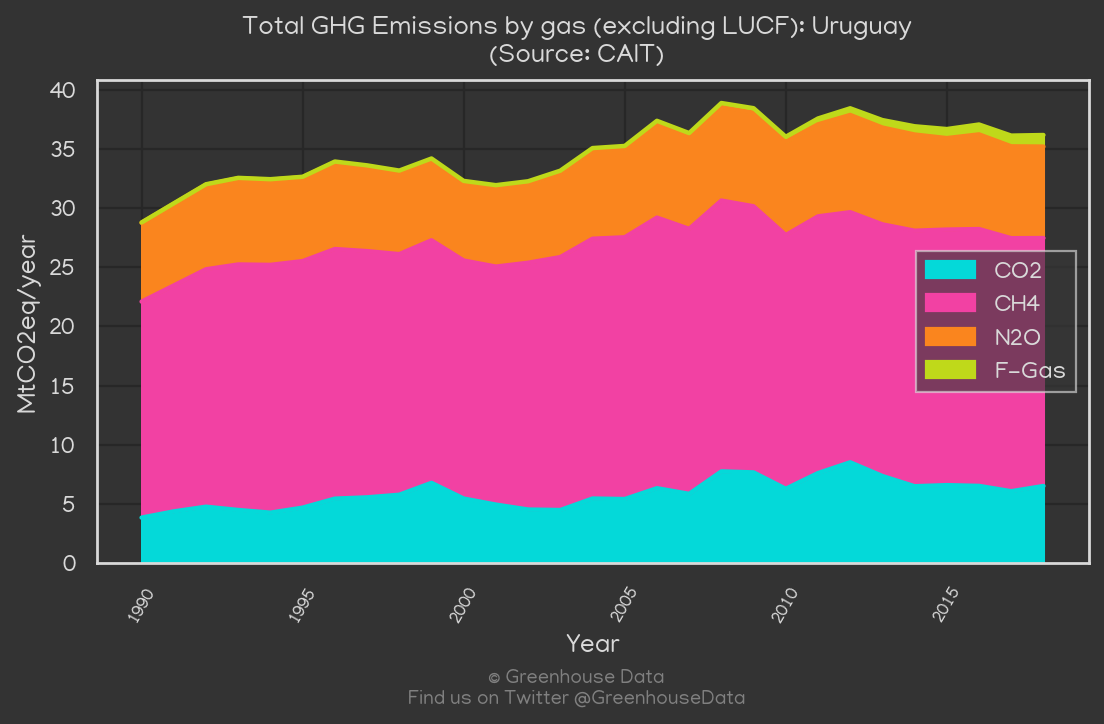 Total GHG Emissions by gas (excluding LUCF): Uruguay
(Source: CAIT)
MtCO2eq/year
40
35
30
25
20
15
10
5
0
CO2
CH4
N2O
F-Gas
1990
1995
2000
2005
2010
2015
Year
© Greenhouse Data
Find us on Twitter @GreenhouseData